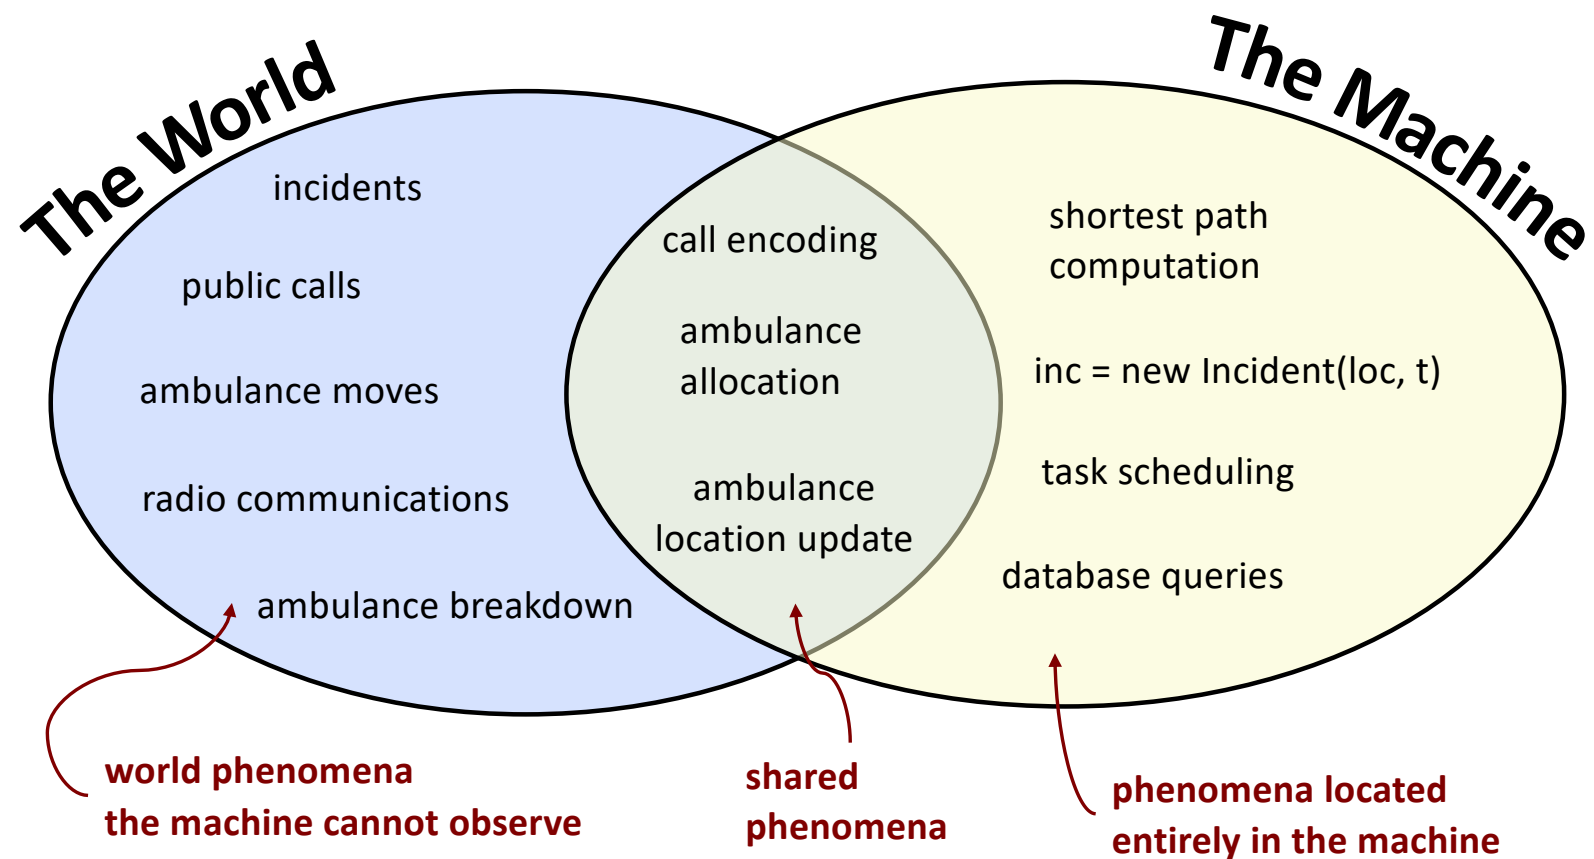 The World
The Machine
incidents
public calls
ambulance moves
radio communications
ambulance breakdown
call encoding
ambulance
allocation
ambulance
location update
shortest path
computation
inc = new Incident(loc, t)
task scheduling
database queries
world phenomena
the machine cannot observe
shared
phenomena
phenomena located
entirely in the machine